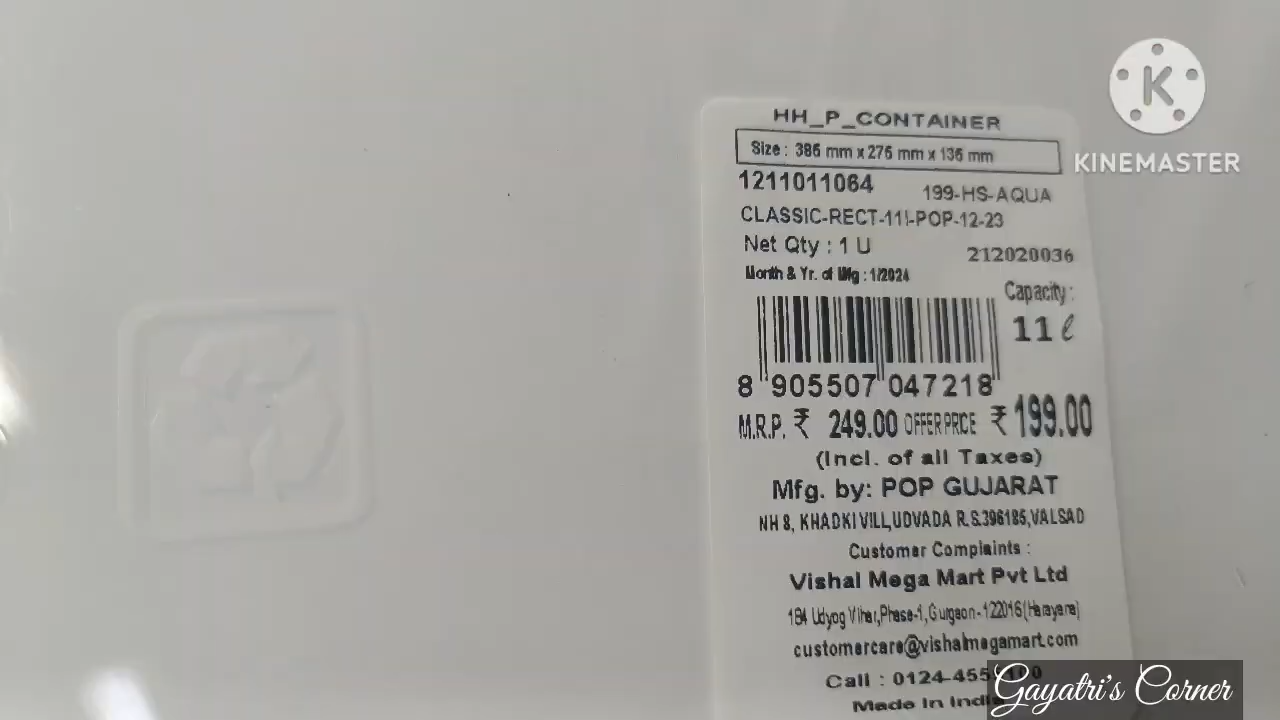 HH_P_CONTAINER
KINEMASTER
Size : 386 mm x 276 mm x 136 mm
1211011064 199-HS-AQUA
CLASSIC-RECT-11l-POP-12-23
Net Qty : 1 U 212020036
Month & Yr. of Mfg : 1/2024
Capacity :
11 ℓ
8 905507 047218
M.R.P. ₹ 249.00 OFFER PRICE ₹ 199.00
(Incl. of all Taxes)
Mfg. by: POP GUJARAT
NH 8, KHADKI VILL,UDVADA R.S.396185,VALSAD
Customer Complaints :
Vishal Mega Mart Pvt Ltd
184 Udyog Vihar,Phase-1,Gurgaon-122016(Harayana)
customercare@vishalmegamart.com
Call : 0124-455
Made In India
Gayatri's Corner